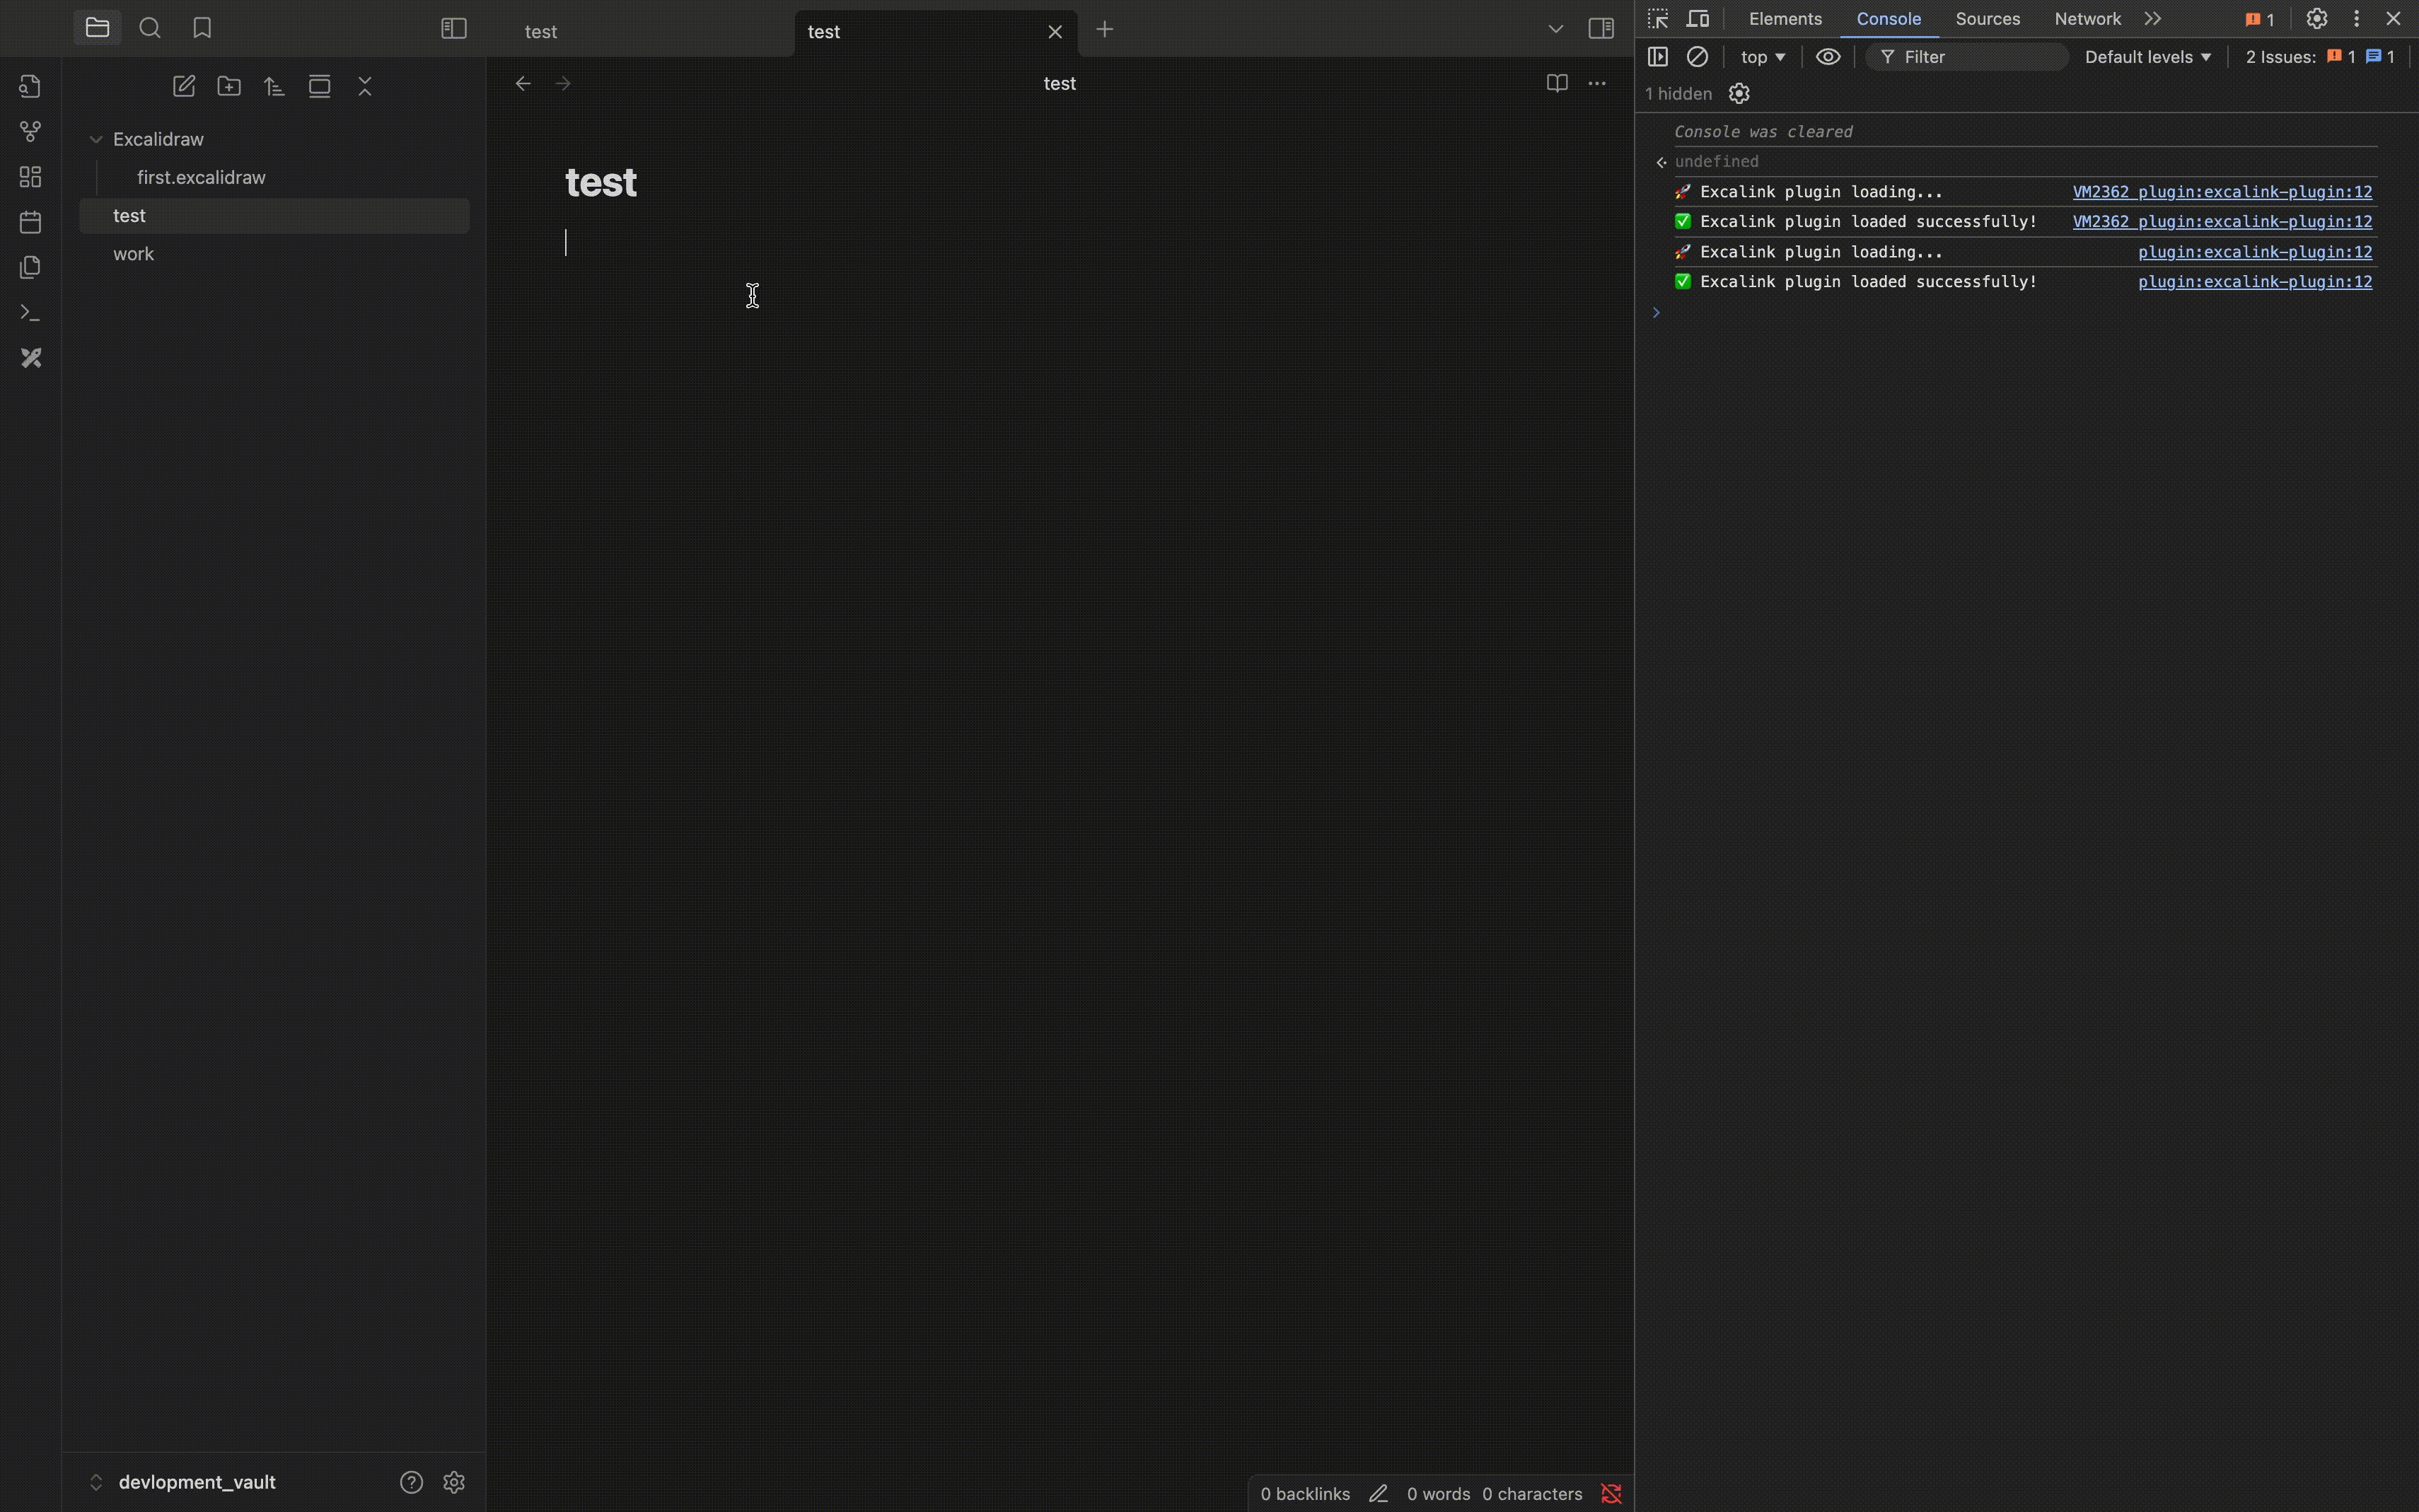 test
test
Elements Console Sources Network 1
top Filter Default levels 2 Issues: 1 1
1 hidden
test
Excalidraw
first.excalidraw
test
work
test
Console was cleared
undefined
🚀 Excalink plugin loading... VM2362 plugin:excalink-plugin:12
✅ Excalink plugin loaded successfully! VM2362 plugin:excalink-plugin:12
🚀 Excalink plugin loading... plugin:excalink-plugin:12
✅ Excalink plugin loaded successfully! plugin:excalink-plugin:12
devlopment_vault
0 backlinks 0 words 0 characters